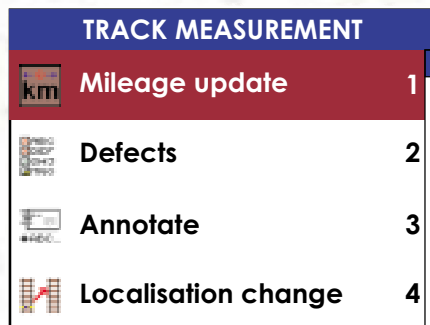 TRACK MEASUREMENT
km Mileage update 1
Defects 2
Annotate 3
Localisation change 4